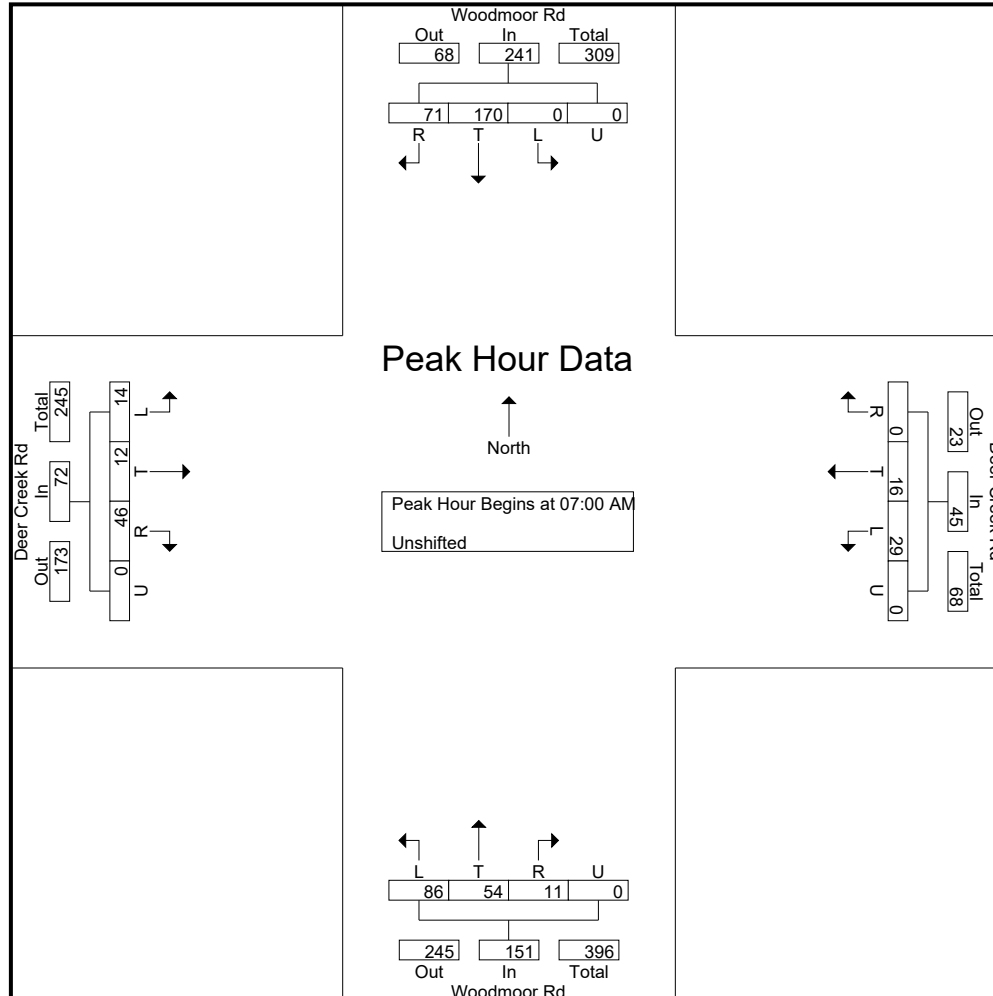 Woodmoor Rd
Out In Total
68 241 309
71 170 0 0
R T L U
Peak Hour Data
North
Peak Hour Begins at 07:00 AM
Unshifted
Deer Creek Rd
Total In Out
245 72 173
14 12 46 0
L T R U
R T L U
0 16 29 0
Out In Total
23 45 68
L T R U
86 54 11 0
245 151 396
Out In Total
Woodmoor Rd